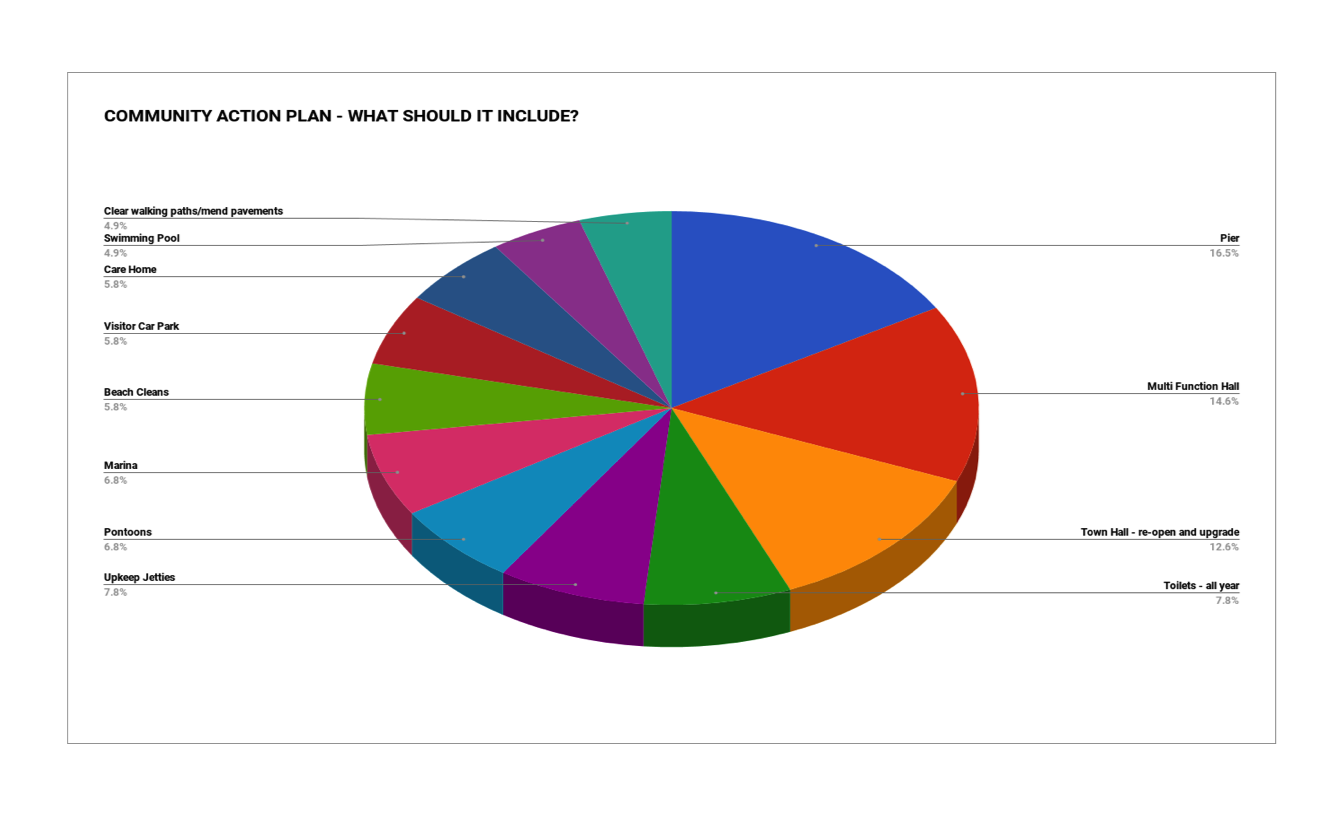 COMMUNITY ACTION PLAN - WHAT SHOULD IT INCLUDE?
Clear walking paths/mend pavements
4.9%
Swimming Pool
4.9%
Care Home
5.8%
Visitor Car Park
5.8%
Beach Cleans
5.8%
Marina
6.8%
Pontoons
6.8%
Upkeep Jetties
7.8%
Pier
16.5%
Multi Function Hall
14.6%
Town Hall - re-open and upgrade
12.6%
Toilets - all year
7.8%